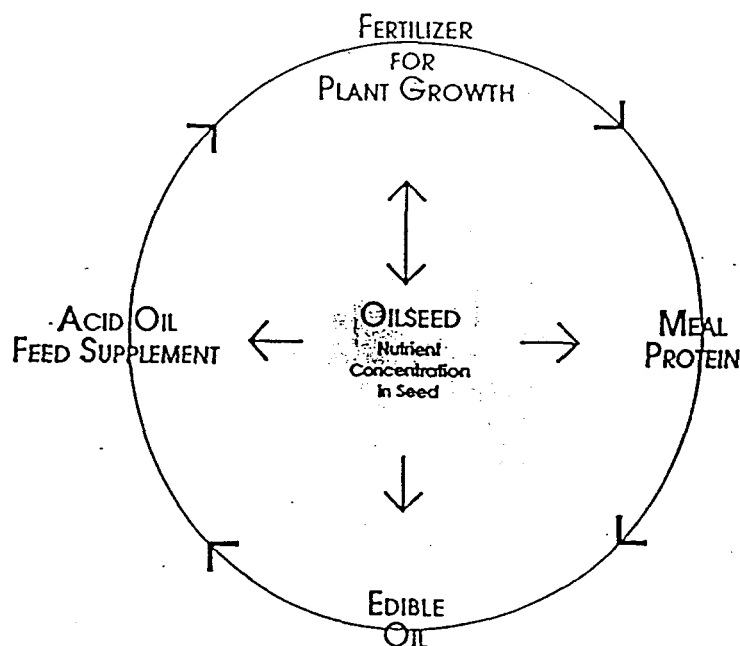 FERTILIZER
FOR
PLANT GROWTH
ACID OIL
FEED SUPPLEMENT
OILSEED
Nutrient
Concentration
in Seed
MEAL
PROTEIN
EDIBLE
OIL